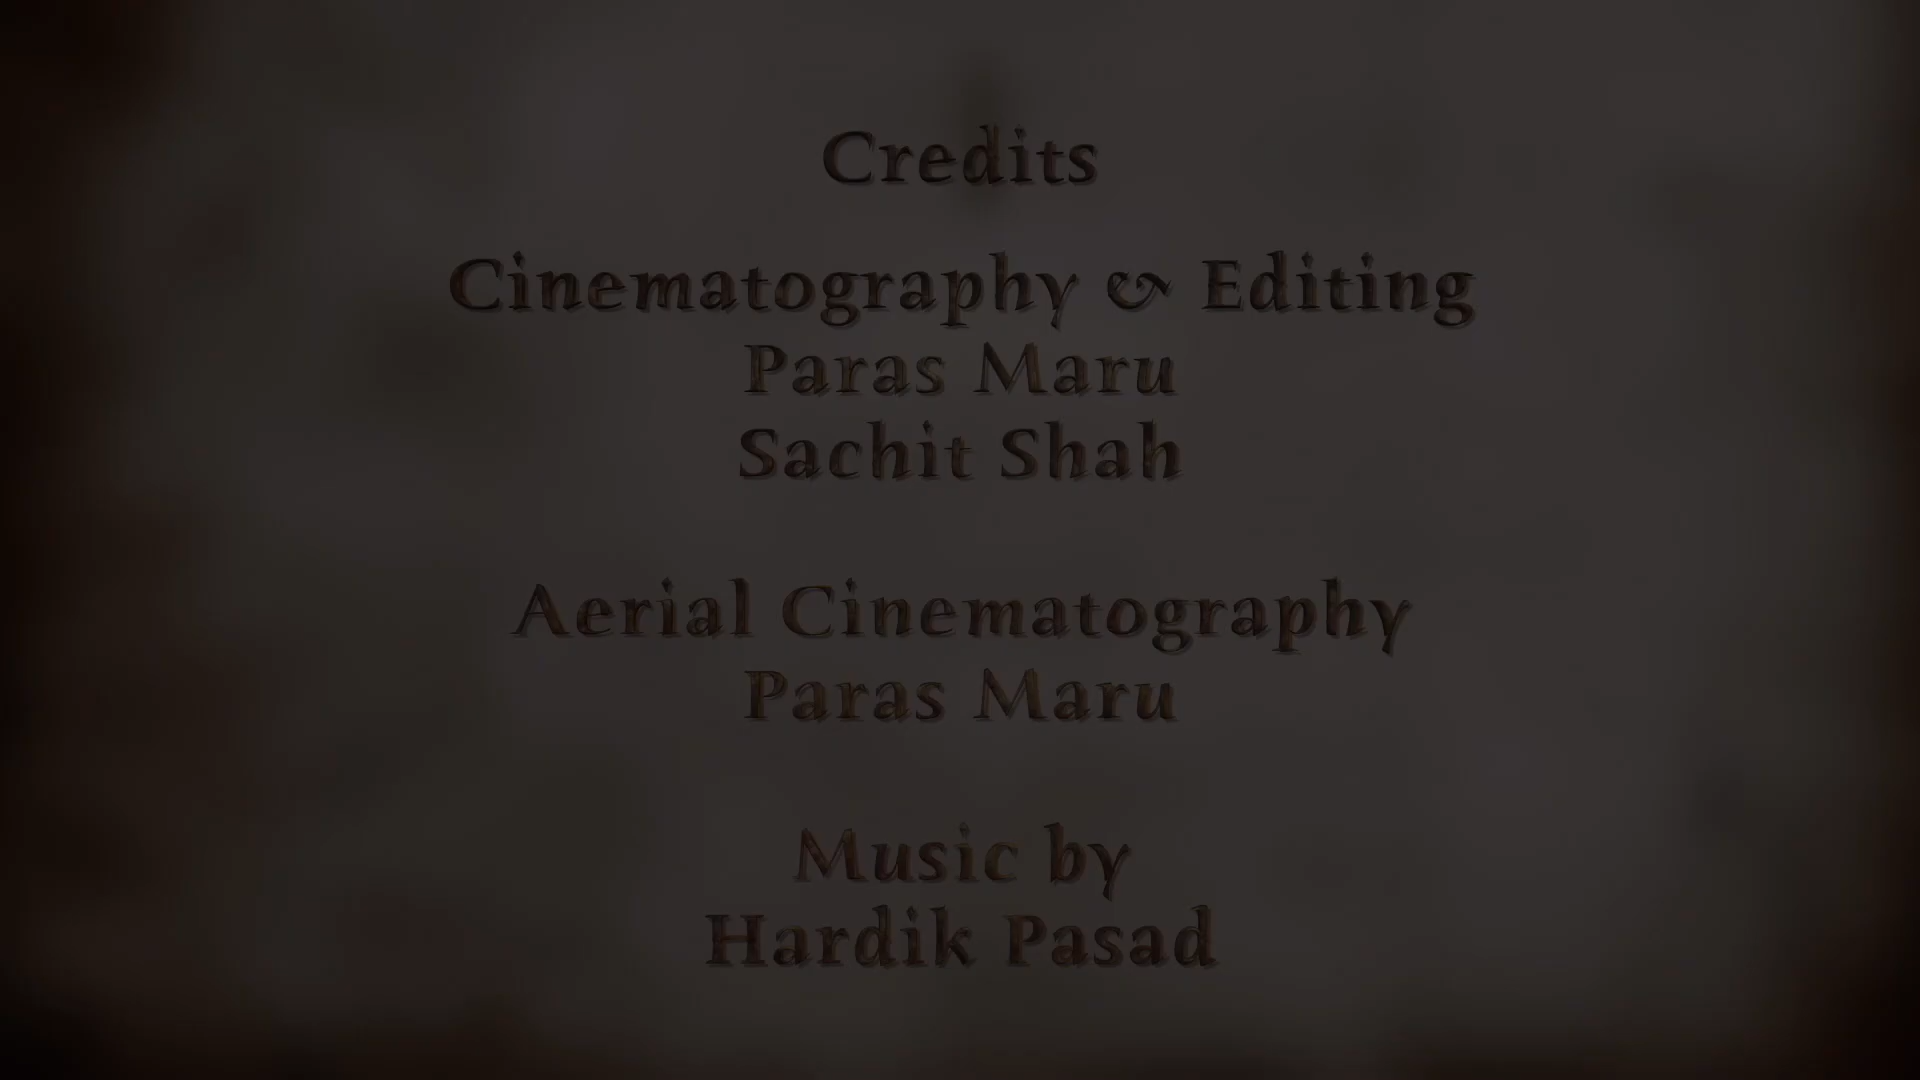 Credits
Cinematography & Editing
Paras Maru
Sachit Shah
Aerial Cinematography
Paras Maru
Music by
Hardik Pasad